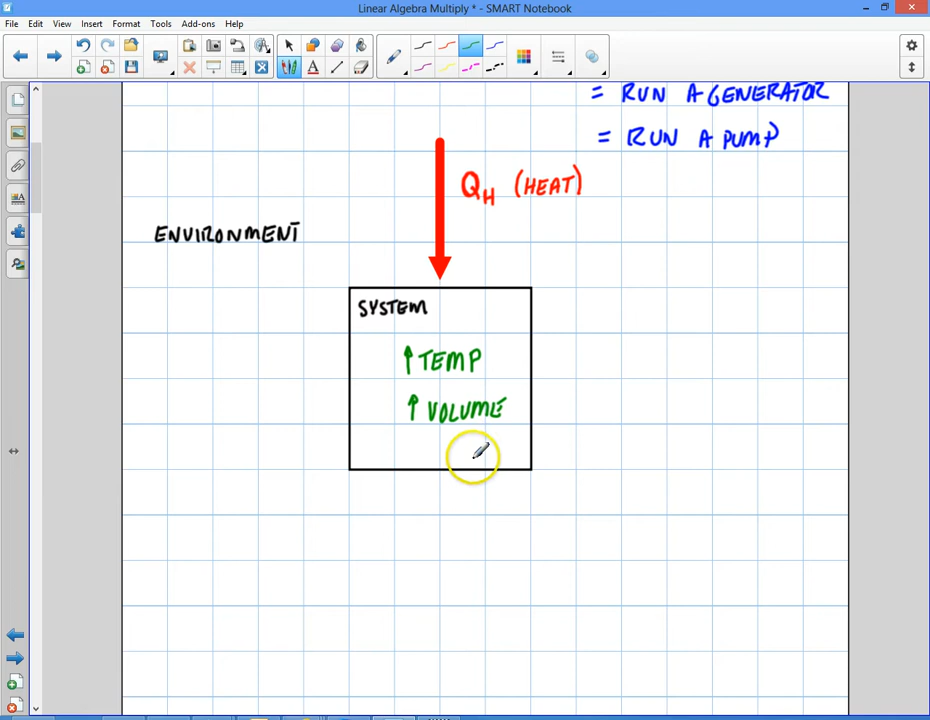 Linear Algebra Multiply * - SMART Notebook
File Edit View Insert Format Tools Add-ons Help
= RUN A GENERATOR
= RUN A PUMP
QH (HEAT)
ENVIRONMENT
SYSTEM
↑ TEMP
↑ VOLUME